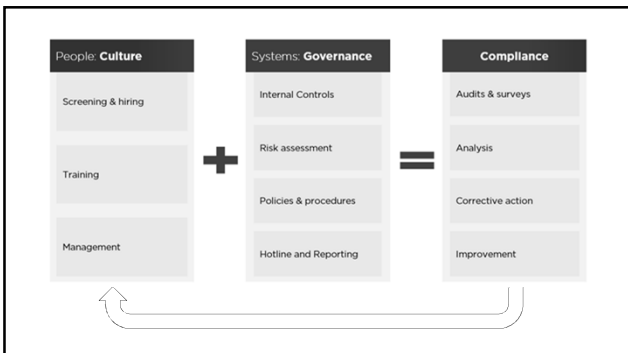 People: Culture
Screening & hiring
Training
Management
+
Systems: Governance
Internal Controls
Risk assessment
Policies & procedures
Hotline and Reporting
=
Compliance
Audits & surveys
Analysis
Corrective action
Improvement